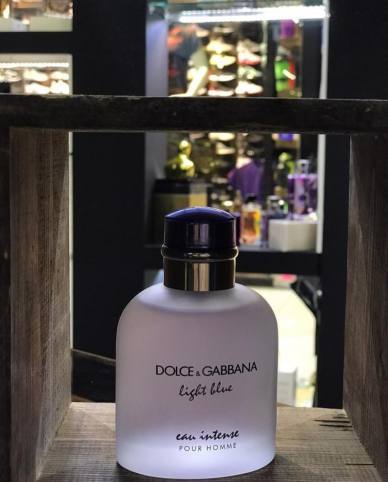 DOLCE & GABBANA
light blue
eau intense
POUR HOMME